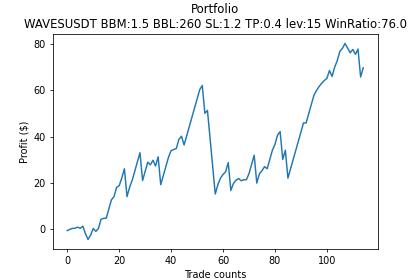 Portfolio
WAVESUSDT BBM:1.5 BBL:260 SL:1.2 TP:0.4 lev:15 WinRatio:76.0
80
60
40
20
0
Profit ($)
0 20 40 60 80 100
Trade counts